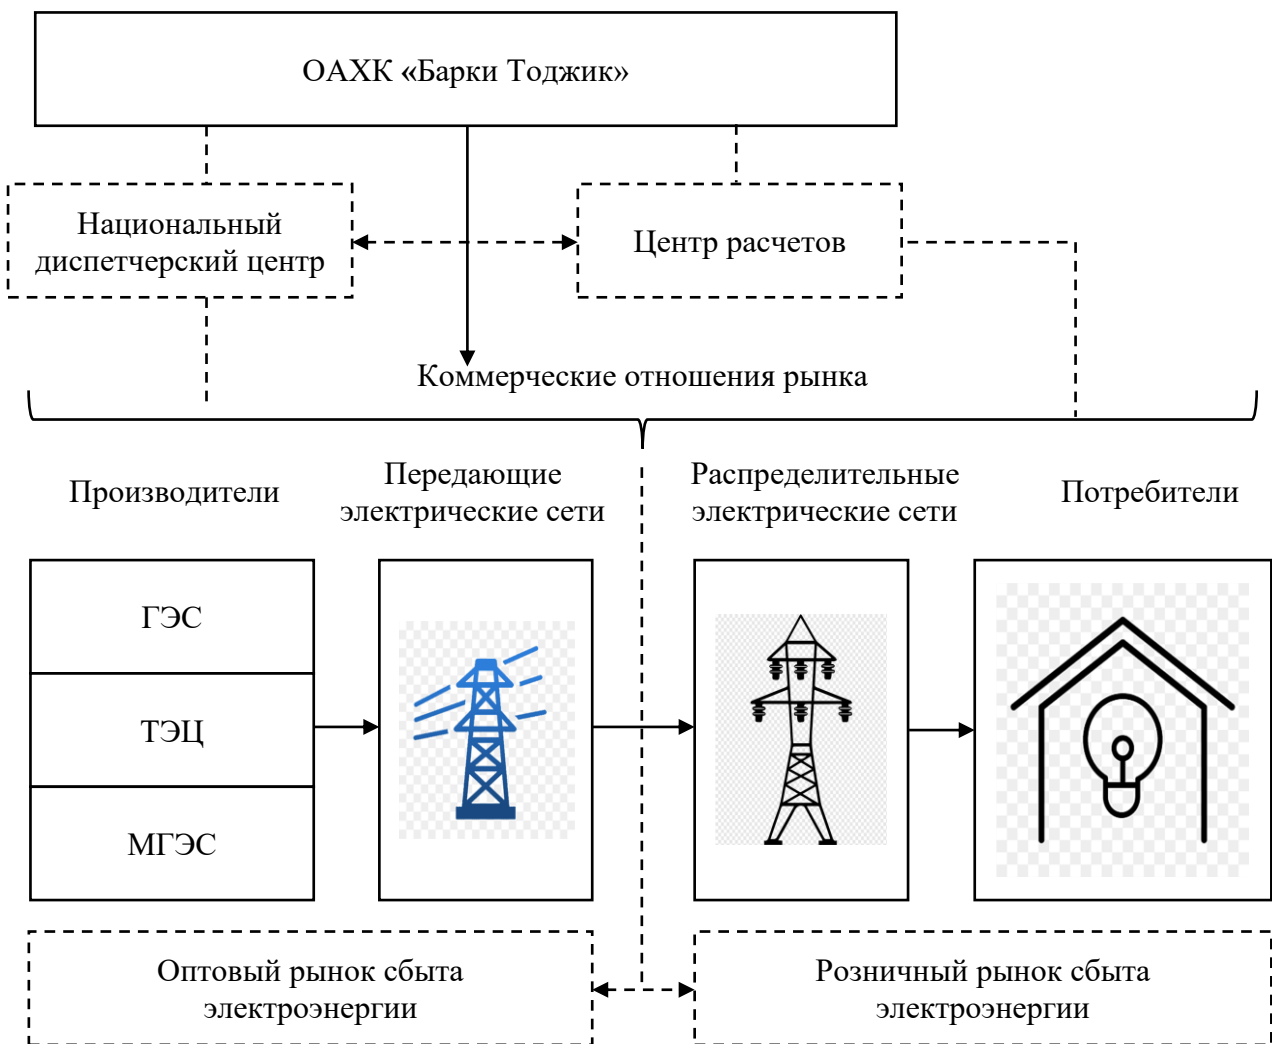 ОАХК «Барки Тоджик»
Национальный
диспетчерский центр
Центр расчетов
Коммерческие отношения рынка
Производители
Передающие
электрические сети
Распределительные
электрические сети
Потребители
ГЭС
ТЭЦ
МГЭС
Оптовый рынок сбыта
электроэнергии
Розничный рынок сбыта
электроэнергии